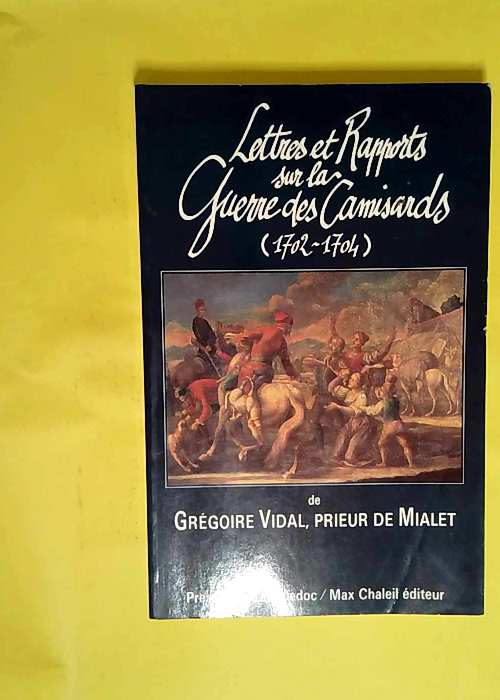 Lettres et Rapports
sur la
Guerre des Camisards
(1702~1704)
de
GRÉGOIRE VIDAL, PRIEUR DE MIALET
/ Max Chaleil éditeur